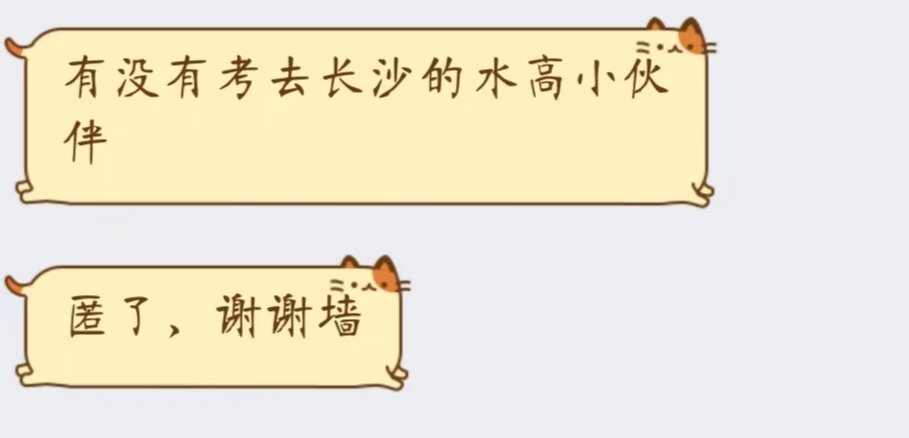 有没有考去长沙的水高小伙
伴
匿了，谢谢墙